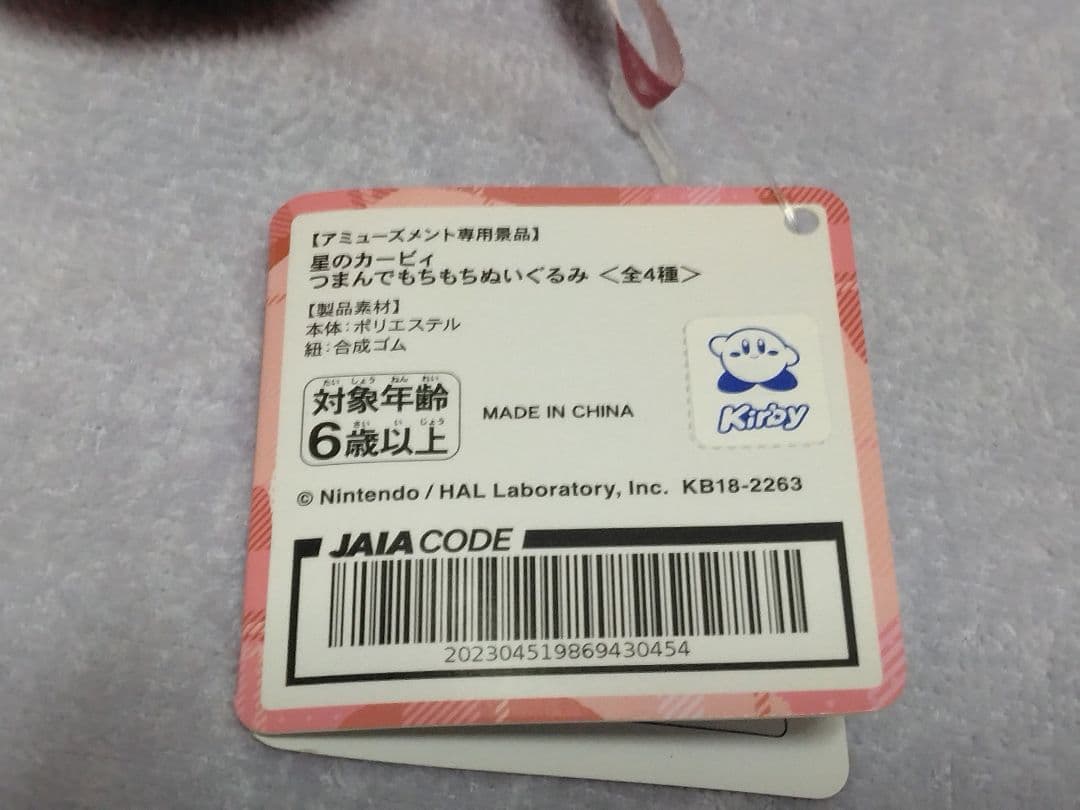 【アミューズメント専用景品】
星のカービィ
つまんでもちもちぬいぐるみ ＜全4種＞
【製品素材】
本体：ポリエステル
紐：合成ゴム
たいしょうねんれい
対象年齢
さいいじょう
6歳以上
MADE IN CHINA
Kirby
© Nintendo / HAL Laboratory, Inc. KB18-2263
JAIA CODE
202304519869430454